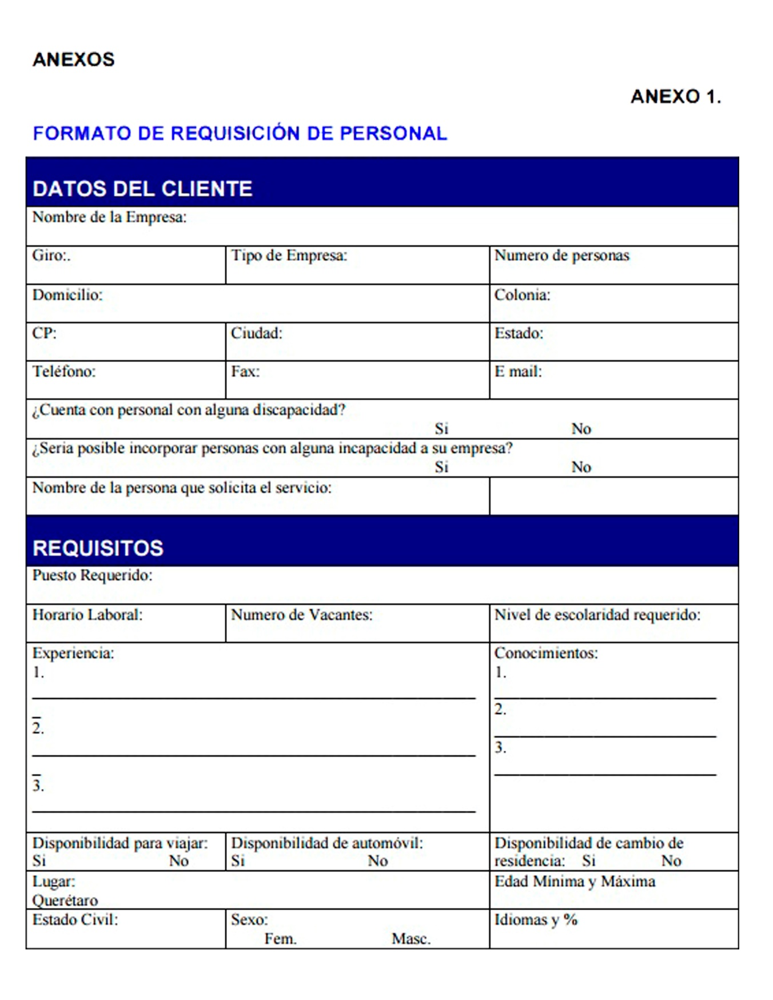 ANEXOS
ANEXO 1.
FORMATO DE REQUISICIÓN DE PERSONAL
DATOS DEL CLIENTE
Nombre de la Empresa:
Giro:. Tipo de Empresa: Numero de personas
Domicilio: Colonia:
CP: Ciudad: Estado:
Teléfono: Fax: E mail:
¿Cuenta con personal con alguna discapacidad?
Si No
¿Seria posible incorporar personas con alguna incapacidad a su empresa?
Si No
Nombre de la persona que solicita el servicio:
REQUISITOS
Puesto Requerido:
Horario Laboral: Numero de Vacantes: Nivel de escolaridad requerido:
Experiencia:
1.
2.
3.
Conocimientos:
1.
2.
3.
Disponibilidad para viajar:
Si No
Disponibilidad de automóvil:
Si No
Disponibilidad de cambio de
residencia: Si No
Lugar:
Querétaro
Edad Mínima y Máxima
Estado Civil:
Sexo:
Fem. Masc.
Idiomas y %